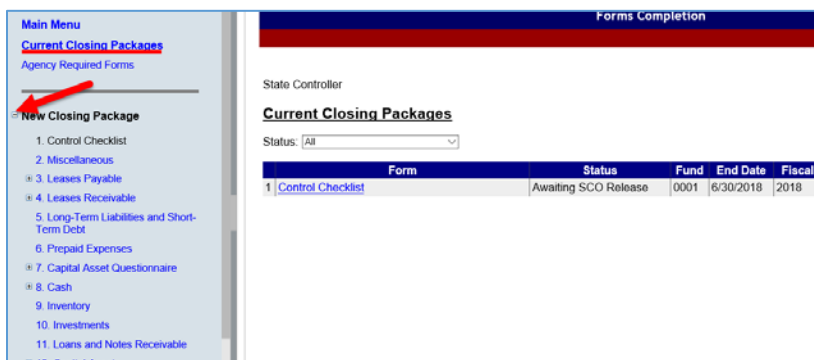 Main Menu
Current Closing Packages
Agency Required Forms
New Closing Package
1. Control Checklist
2. Miscellaneous
3. Leases Payable
4. Leases Receivable
5. Long-Term Liabilities and Short-
Term Debt
6. Prepaid Expenses
7. Capital Asset Questionnaire
8. Cash
9. Inventory
10. Investments
11. Loans and Notes Receivable
Forms Completion
State Controller
Current Closing Packages
Status: All
Form Status Fund End Date Fiscal
1 Control Checklist Awaiting SCO Release 0001 6/30/2018 2018